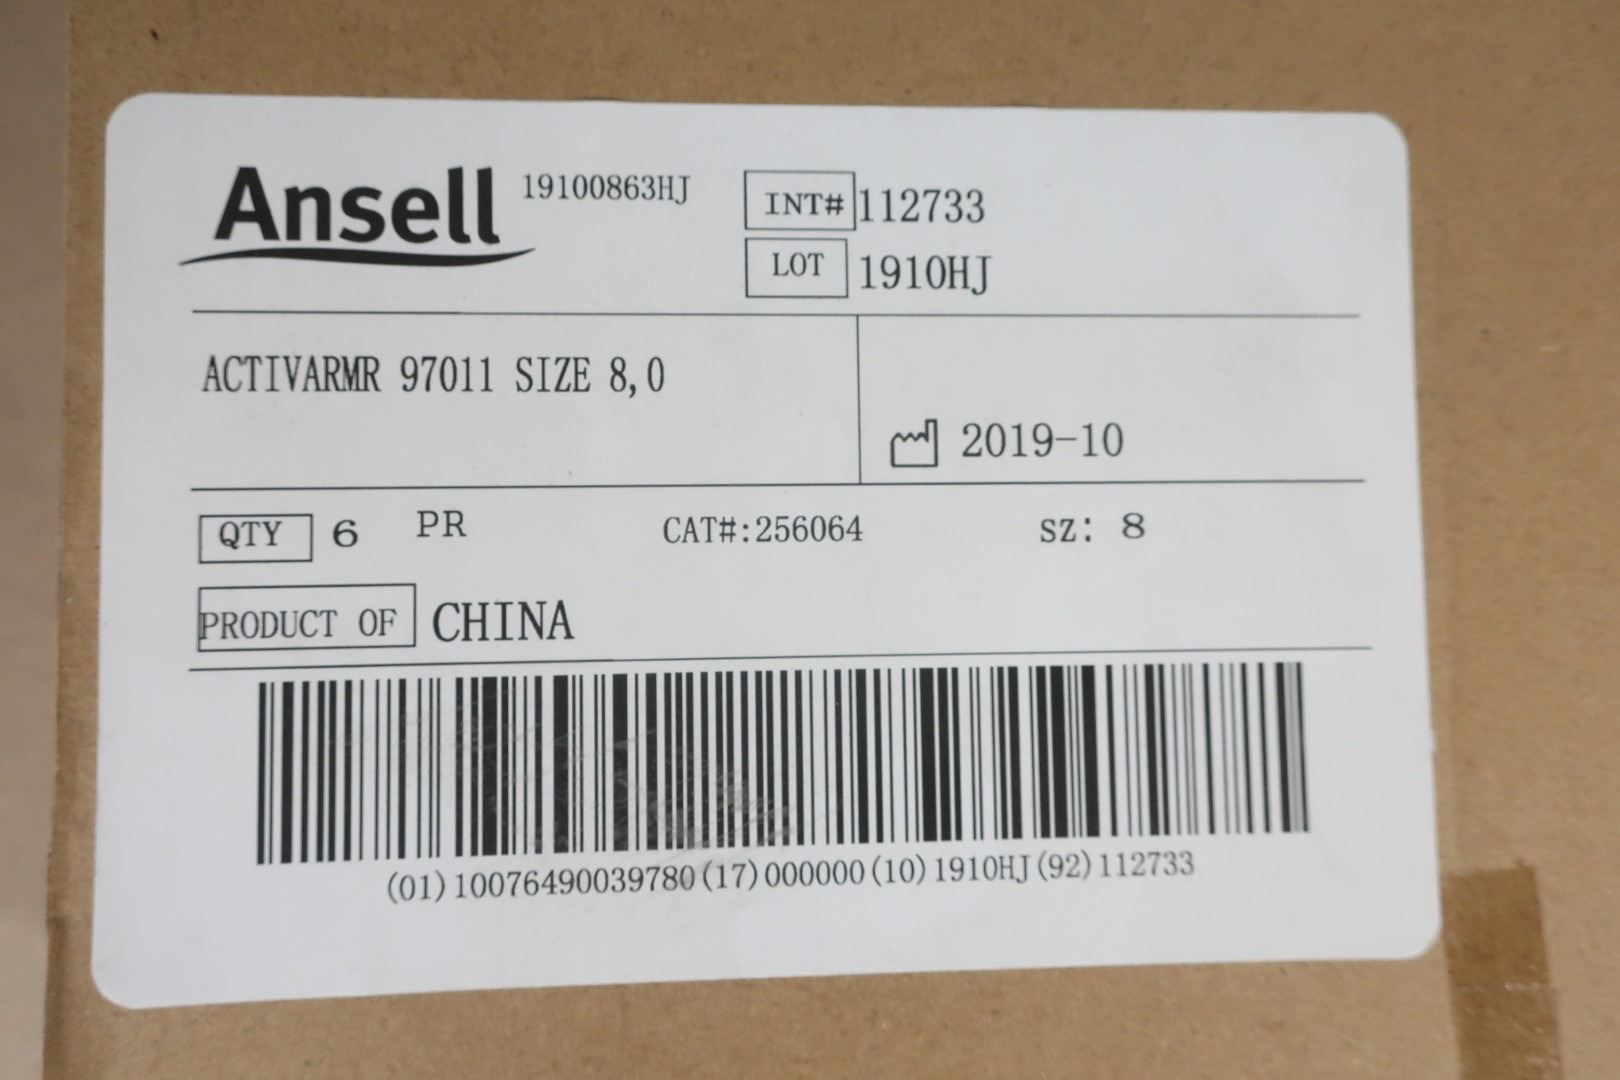 Ansell 19100863HJ INT# 112733
LOT 1910HJ
ACTIVARMR 97011 SIZE 8,0
2019-10
QTY 6 PR CAT#:256064 SZ: 8
PRODUCT OF CHINA
(01)10076490039780(17)000000(10)1910HJ(92)112733